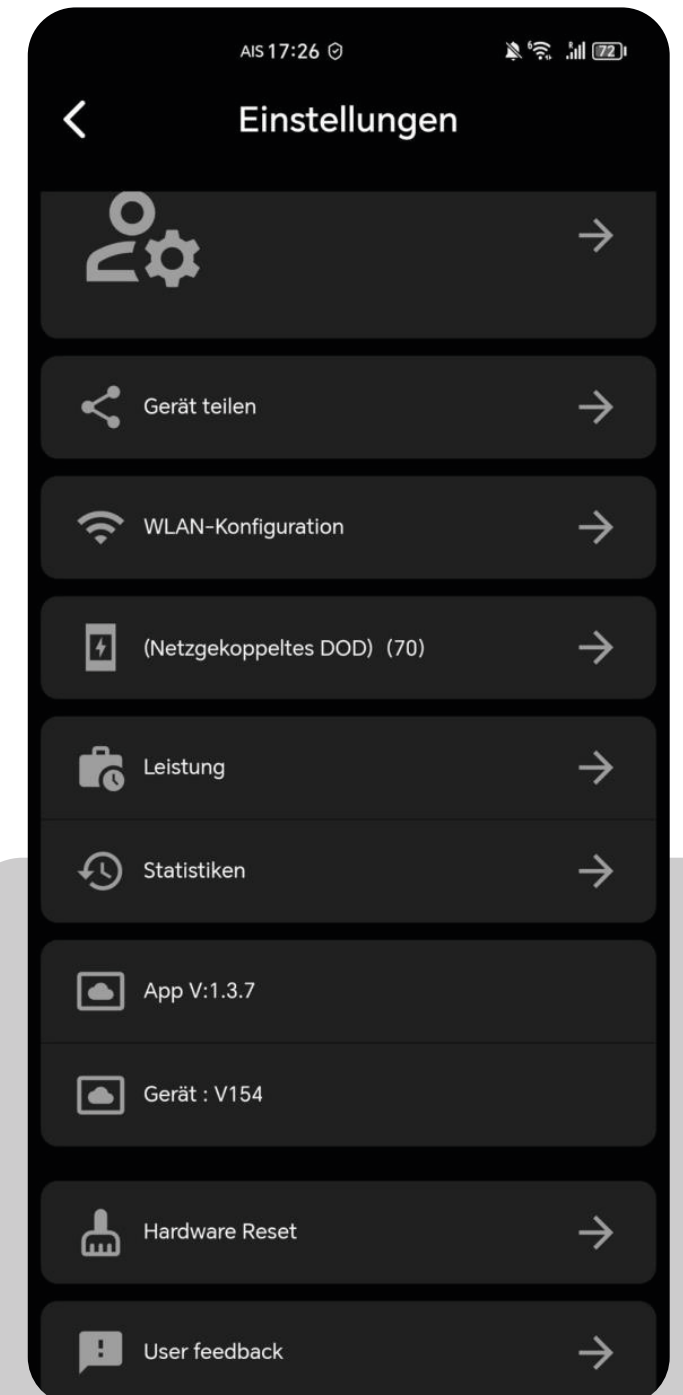 AIS 17:26
6 72
Einstellungen
Gerät teilen
WLAN-Konfiguration
(Netzgekoppeltes DOD) (70)
Leistung
Statistiken
App V:1.3.7
Gerät : V154
Hardware Reset
User feedback